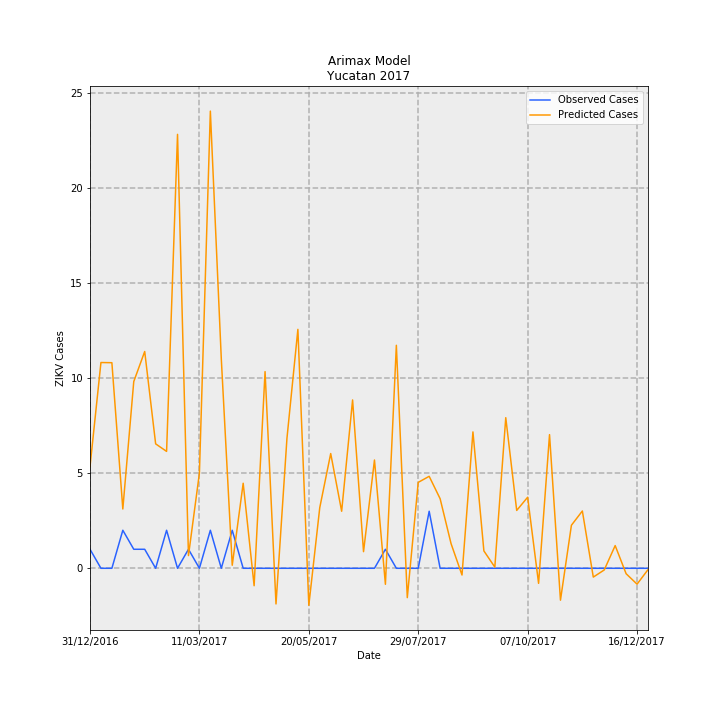 Arimax Model
Yucatan 2017
Observed Cases
Predicted Cases
ZIKV Cases
25
20
15
10
5
0
31/12/2016
11/03/2017
20/05/2017
29/07/2017
07/10/2017
16/12/2017
Date